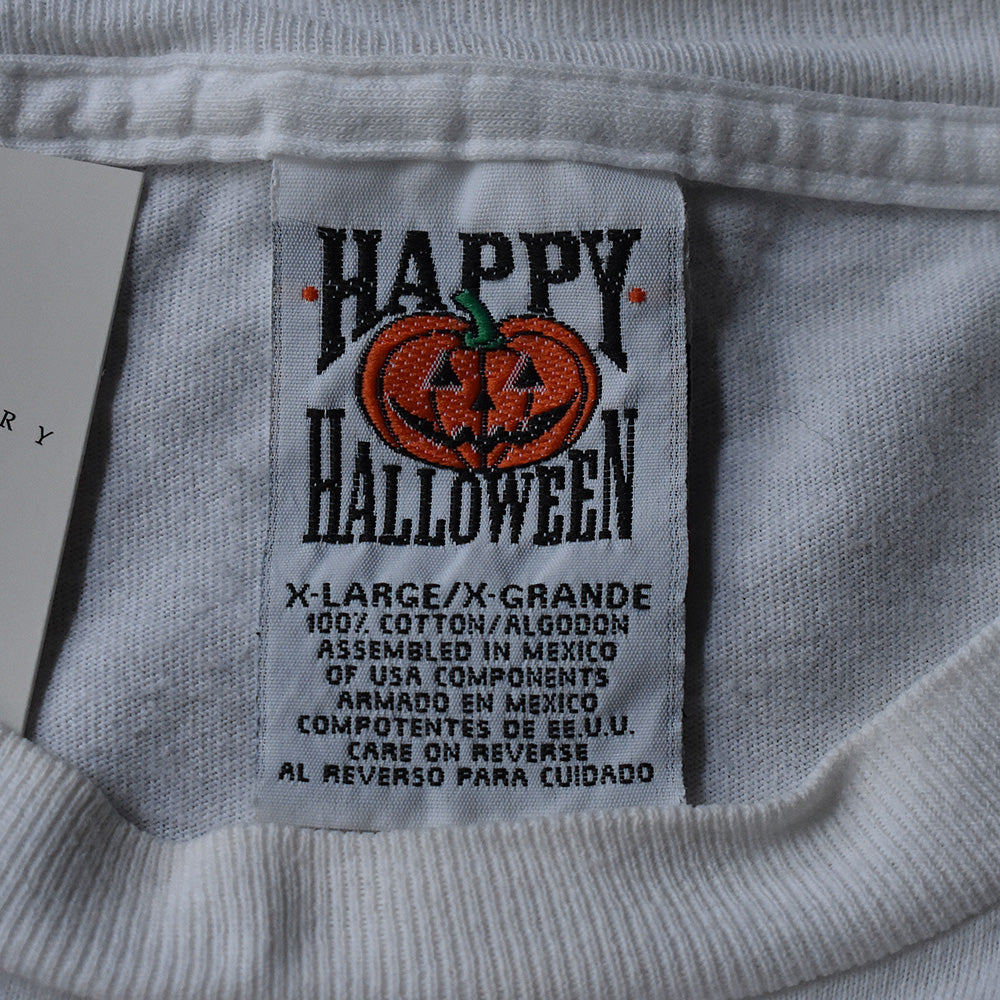 HAPPY
HALLOWEEN
X-LARGE/X-GRANDE
100% COTTON/ALGODON
ASSEMBLED IN MEXICO
OF USA COMPONENTS
ARMADO EN MEXICO
COMPOTENTES DE EE.U.U.
CARE ON REVERSE
AL REVERSO PARA CUIDADO
RY